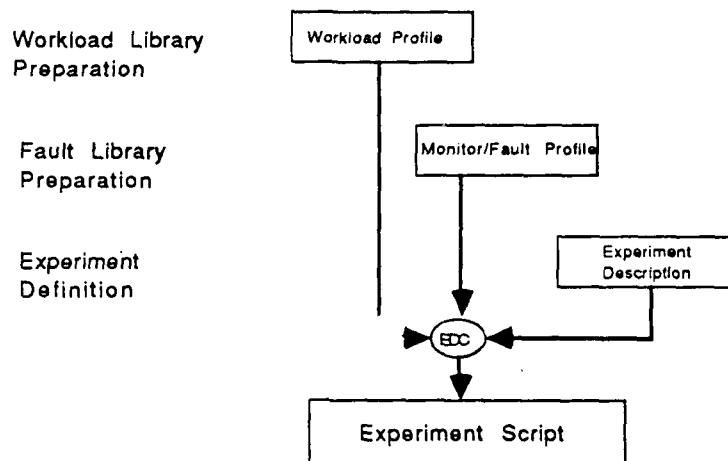 Workload Library
Preparation
Workload Profile
Fault Library
Preparation
Monitor/Fault Profile
Experiment
Definition
Experiment
Description
EDC
Experiment Script